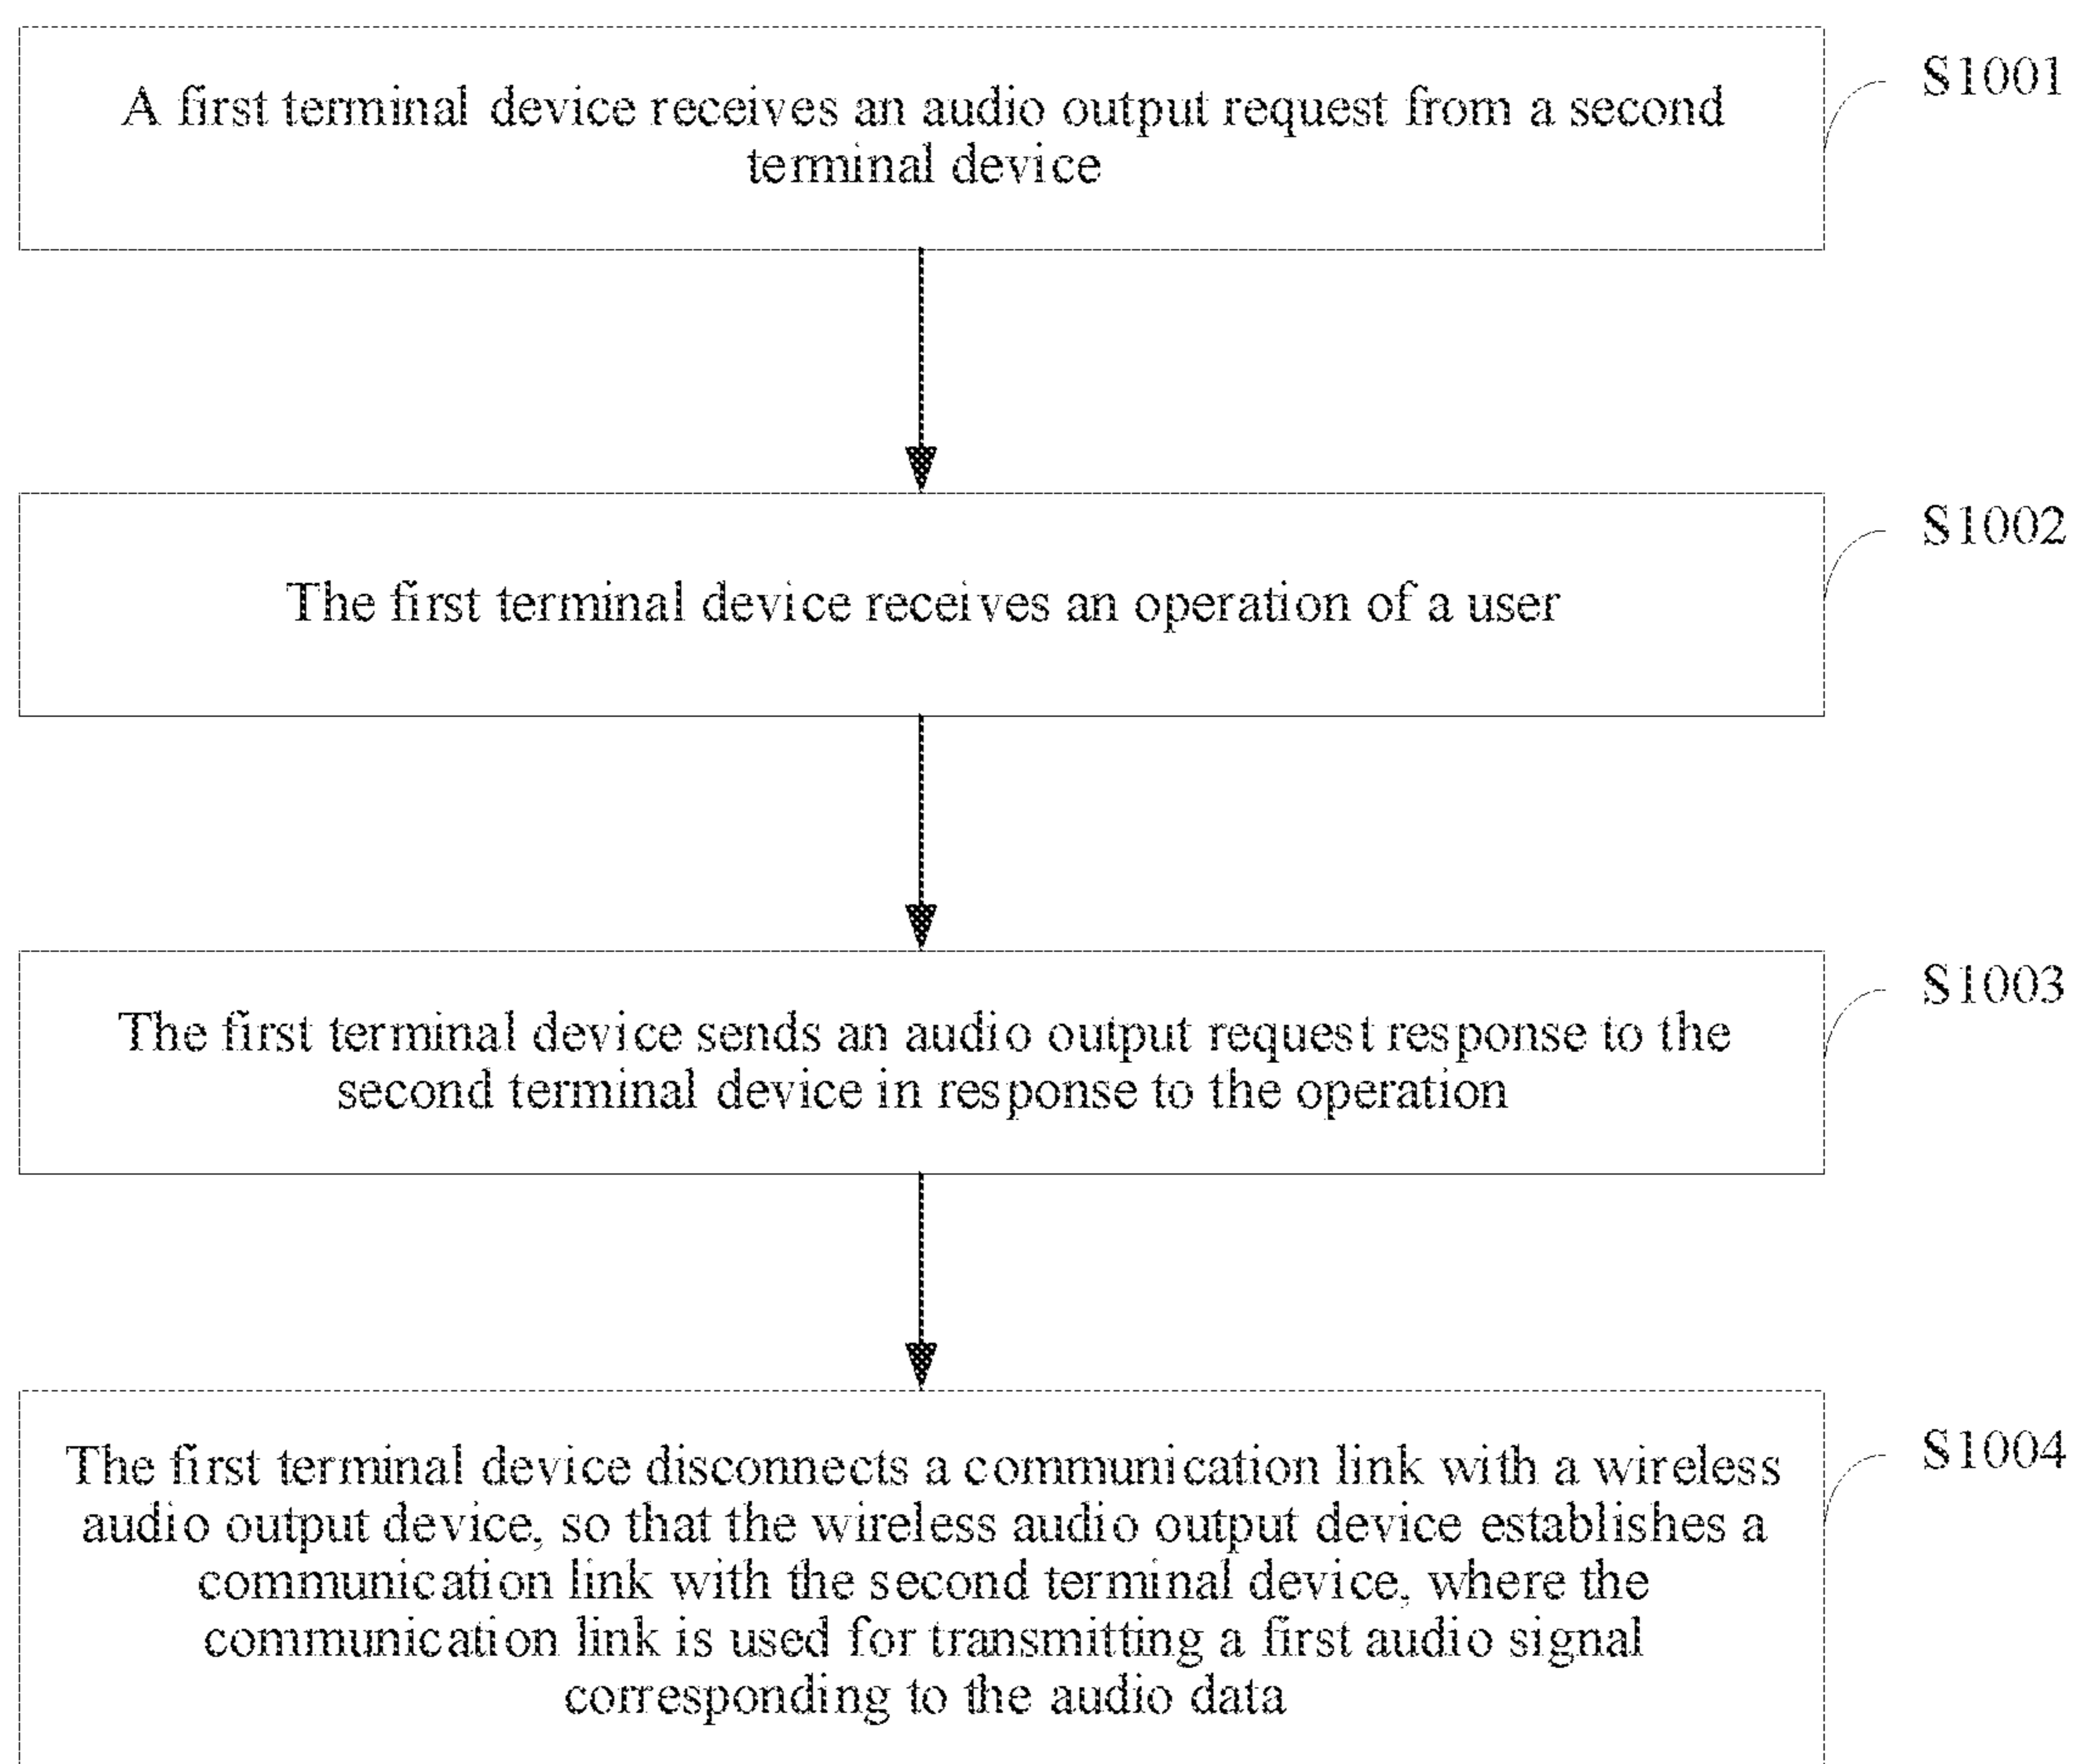 A first terminal device receives an audio output request from a second
terminal device
S1001
The first terminal device receives an operation of a user
S1002
The first terminal device sends an audio output request response to the
second terminal device in response to the operation
S1003
The first terminal device disconnects a communication link with a wireless
audio output device, so that the wireless audio output device establishes a
communication link with the second terminal device, where the
communication link is used for transmitting a first audio signal
corresponding to the audio data
S1004